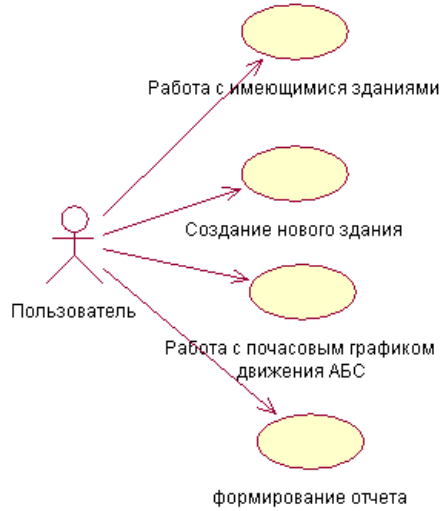 Работа с имеющимися зданиями
Создание нового здания
Пользователь
Работа с почасовым графиком
движения АБС
формирование отчета